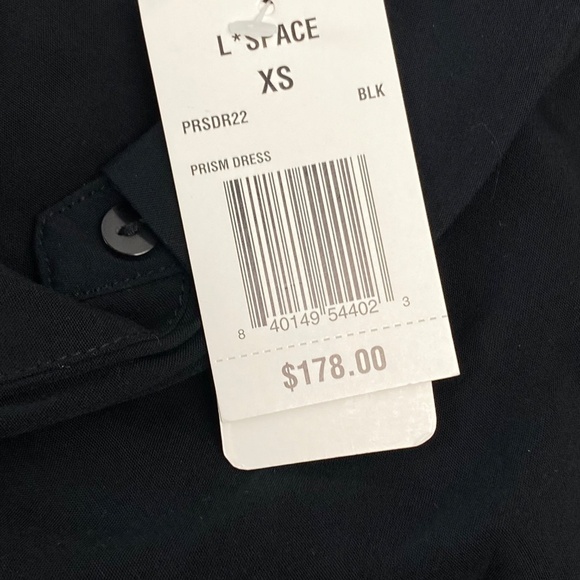 L*SPACE
XS
PRSDR22 BLK
PRISM DRESS
8 40149 54402 3
$178.00